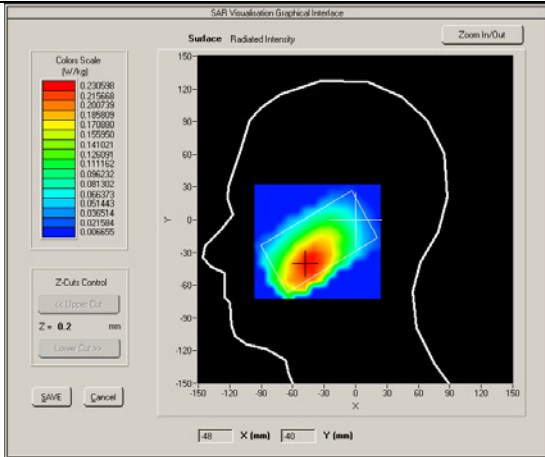 SAR Visualisation Graphical Interface
Surface Radiated Intensity
Zoom In/Out
Colors Scale
(W/kg)
0.230598
0.215668
0.200739
0.185809
0.170880
0.155950
0.141021
0.126091
0.111162
0.096232
0.081302
0.066373
0.051443
0.036514
0.021584
0.006655
150
120
90
60
30
0
-30
-60
-90
-120
-150
Y
-150 -120 -90 -60 -30 0 30 60 90 120 150
X
Z-Cuts Control
<< Upper Cut
Z = 0.2 mm
Lower Cut >>
SAVE Cancel
-48 X (mm) -40 Y (mm)